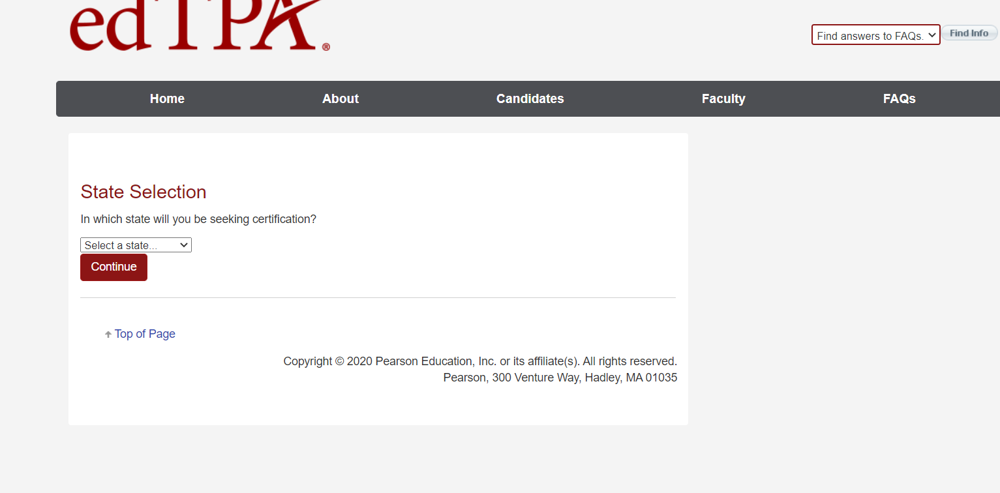 edTPA®
Find answers to FAQs.
Find Info
Home About Candidates Faculty FAQs
State Selection
In which state will you be seeking certification?
Select a state...
Continue
Top of Page
Copyright © 2020 Pearson Education, Inc. or its affiliate(s). All rights reserved.
Pearson, 300 Venture Way, Hadley, MA 01035